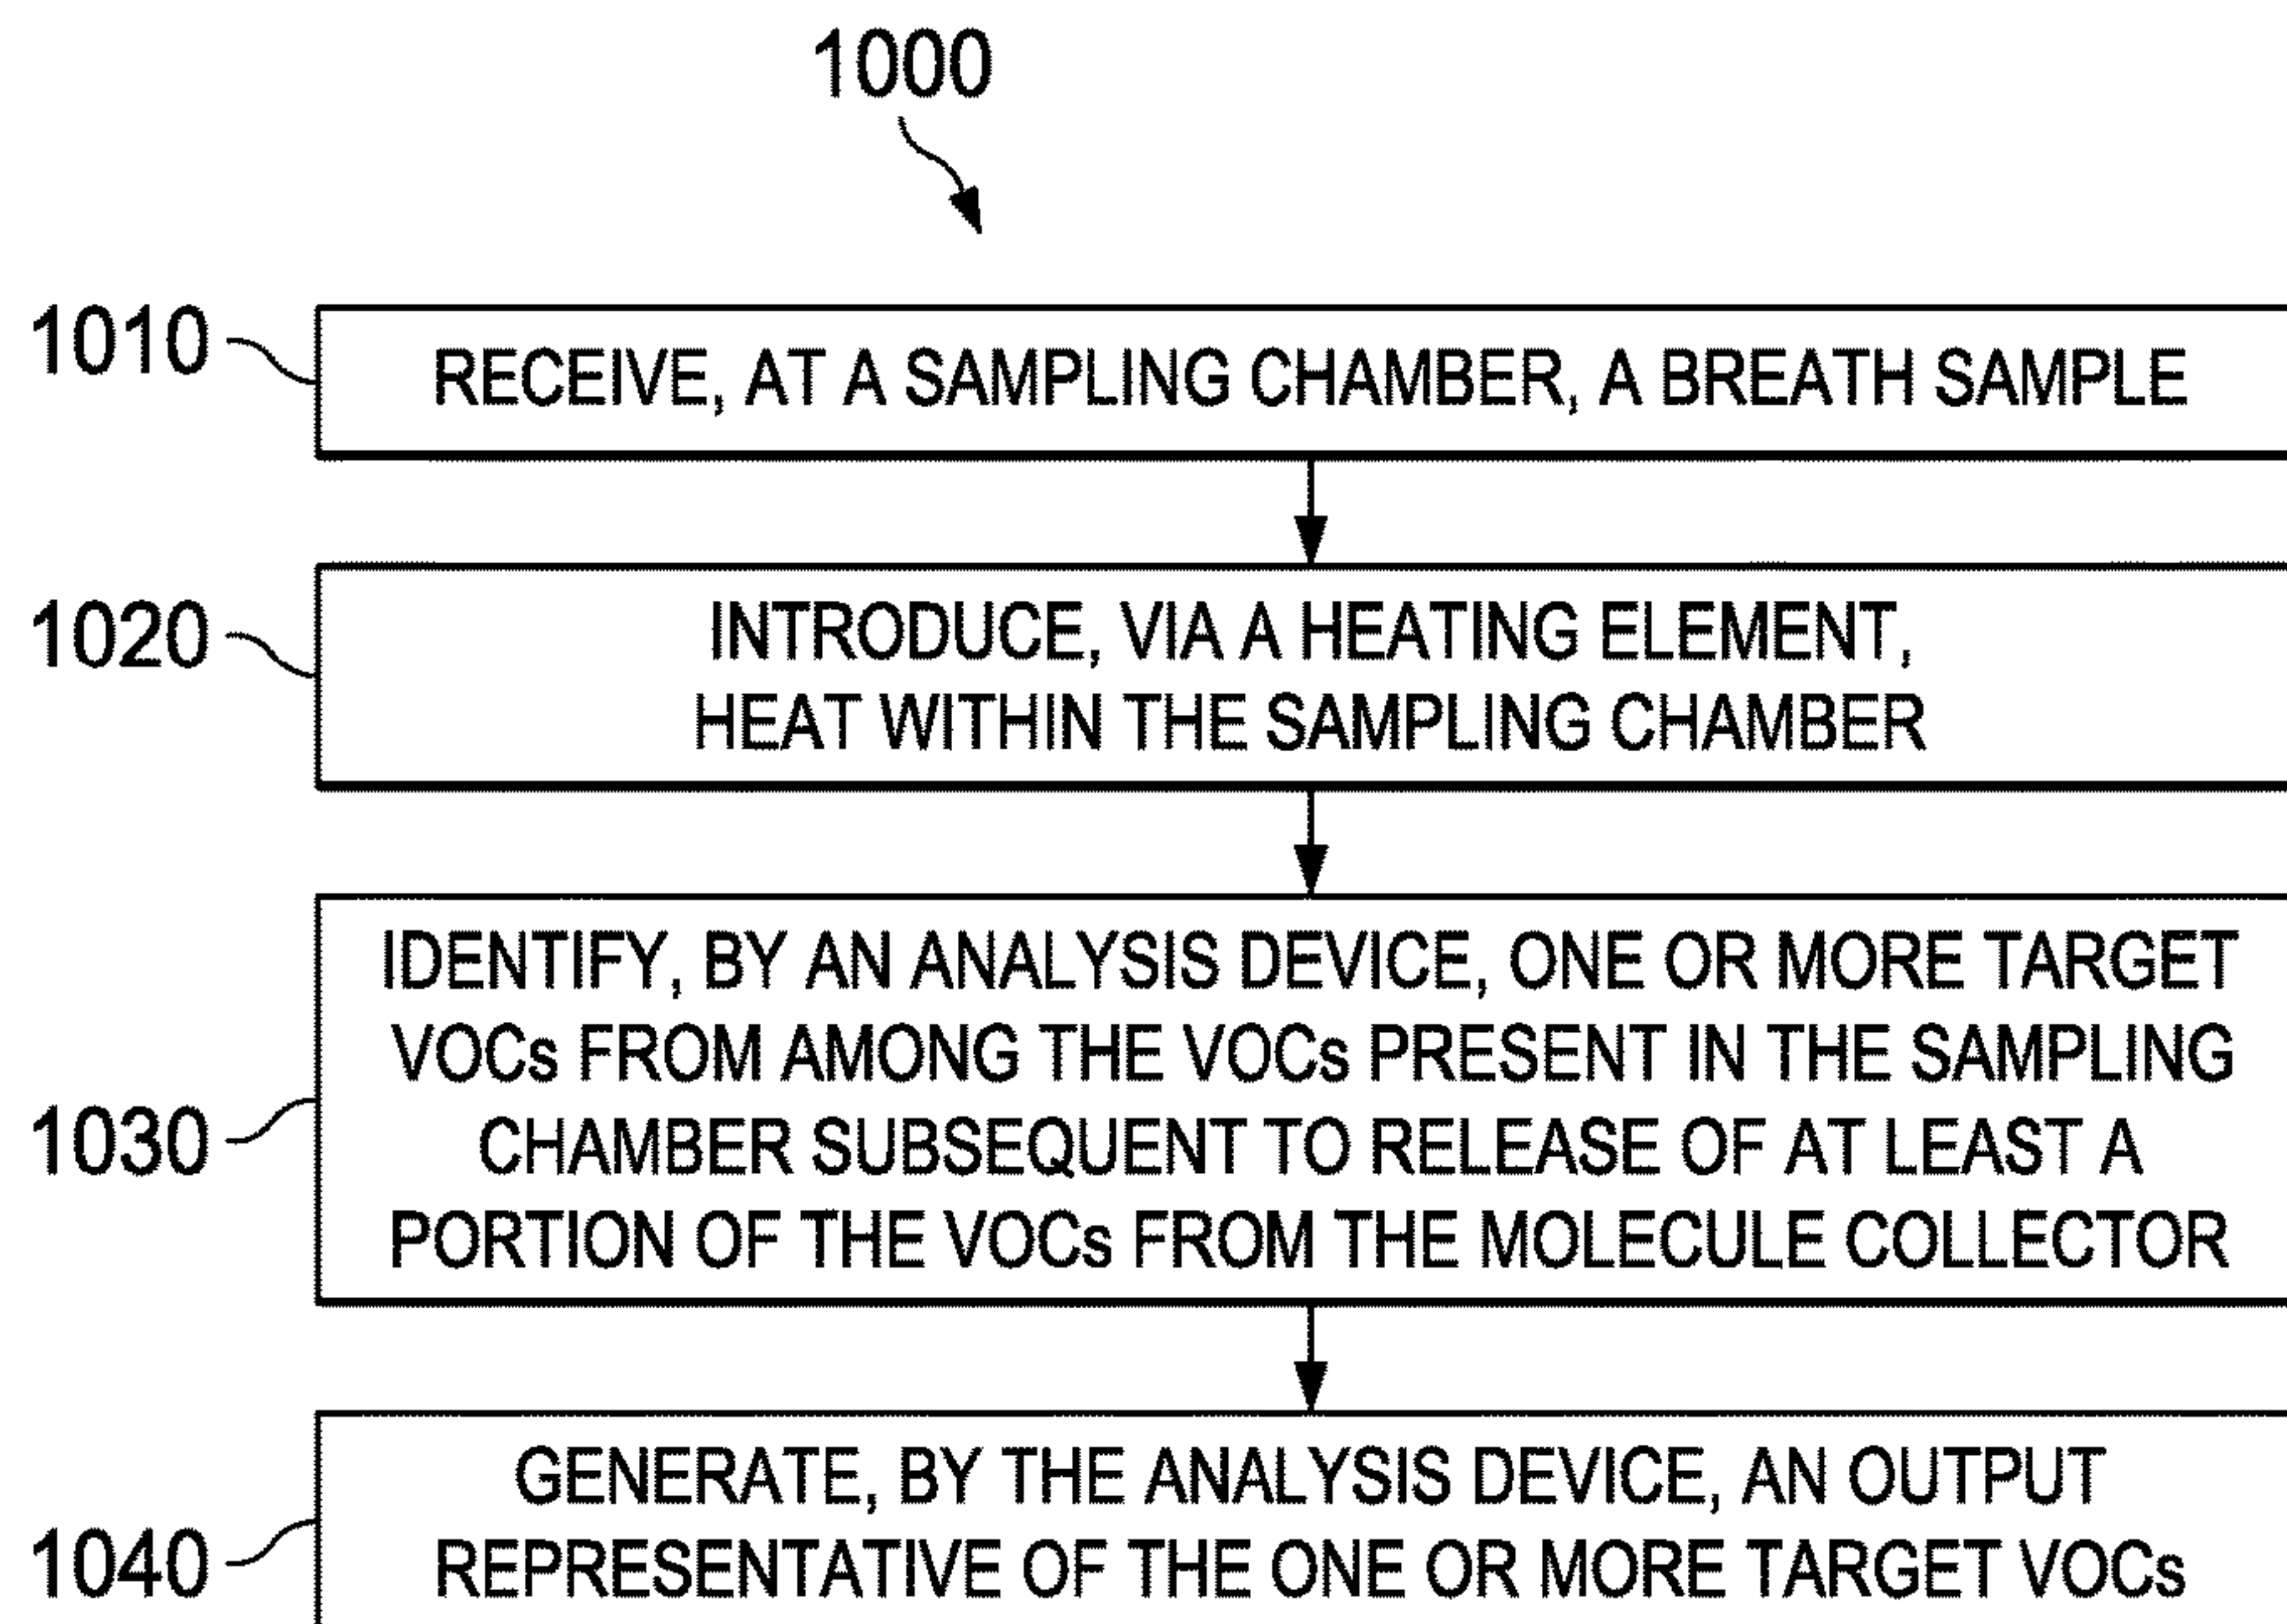 1000
1010
RECEIVE, AT A SAMPLING CHAMBER, A BREATH SAMPLE
1020
INTRODUCE, VIA A HEATING ELEMENT,
HEAT WITHIN THE SAMPLING CHAMBER
1030
IDENTIFY, BY AN ANALYSIS DEVICE, ONE OR MORE TARGET
VOCs FROM AMONG THE VOCs PRESENT IN THE SAMPLING
CHAMBER SUBSEQUENT TO RELEASE OF AT LEAST A
PORTION OF THE VOCs FROM THE MOLECULE COLLECTOR
1040
GENERATE, BY THE ANALYSIS DEVICE, AN OUTPUT
REPRESENTATIVE OF THE ONE OR MORE TARGET VOCs